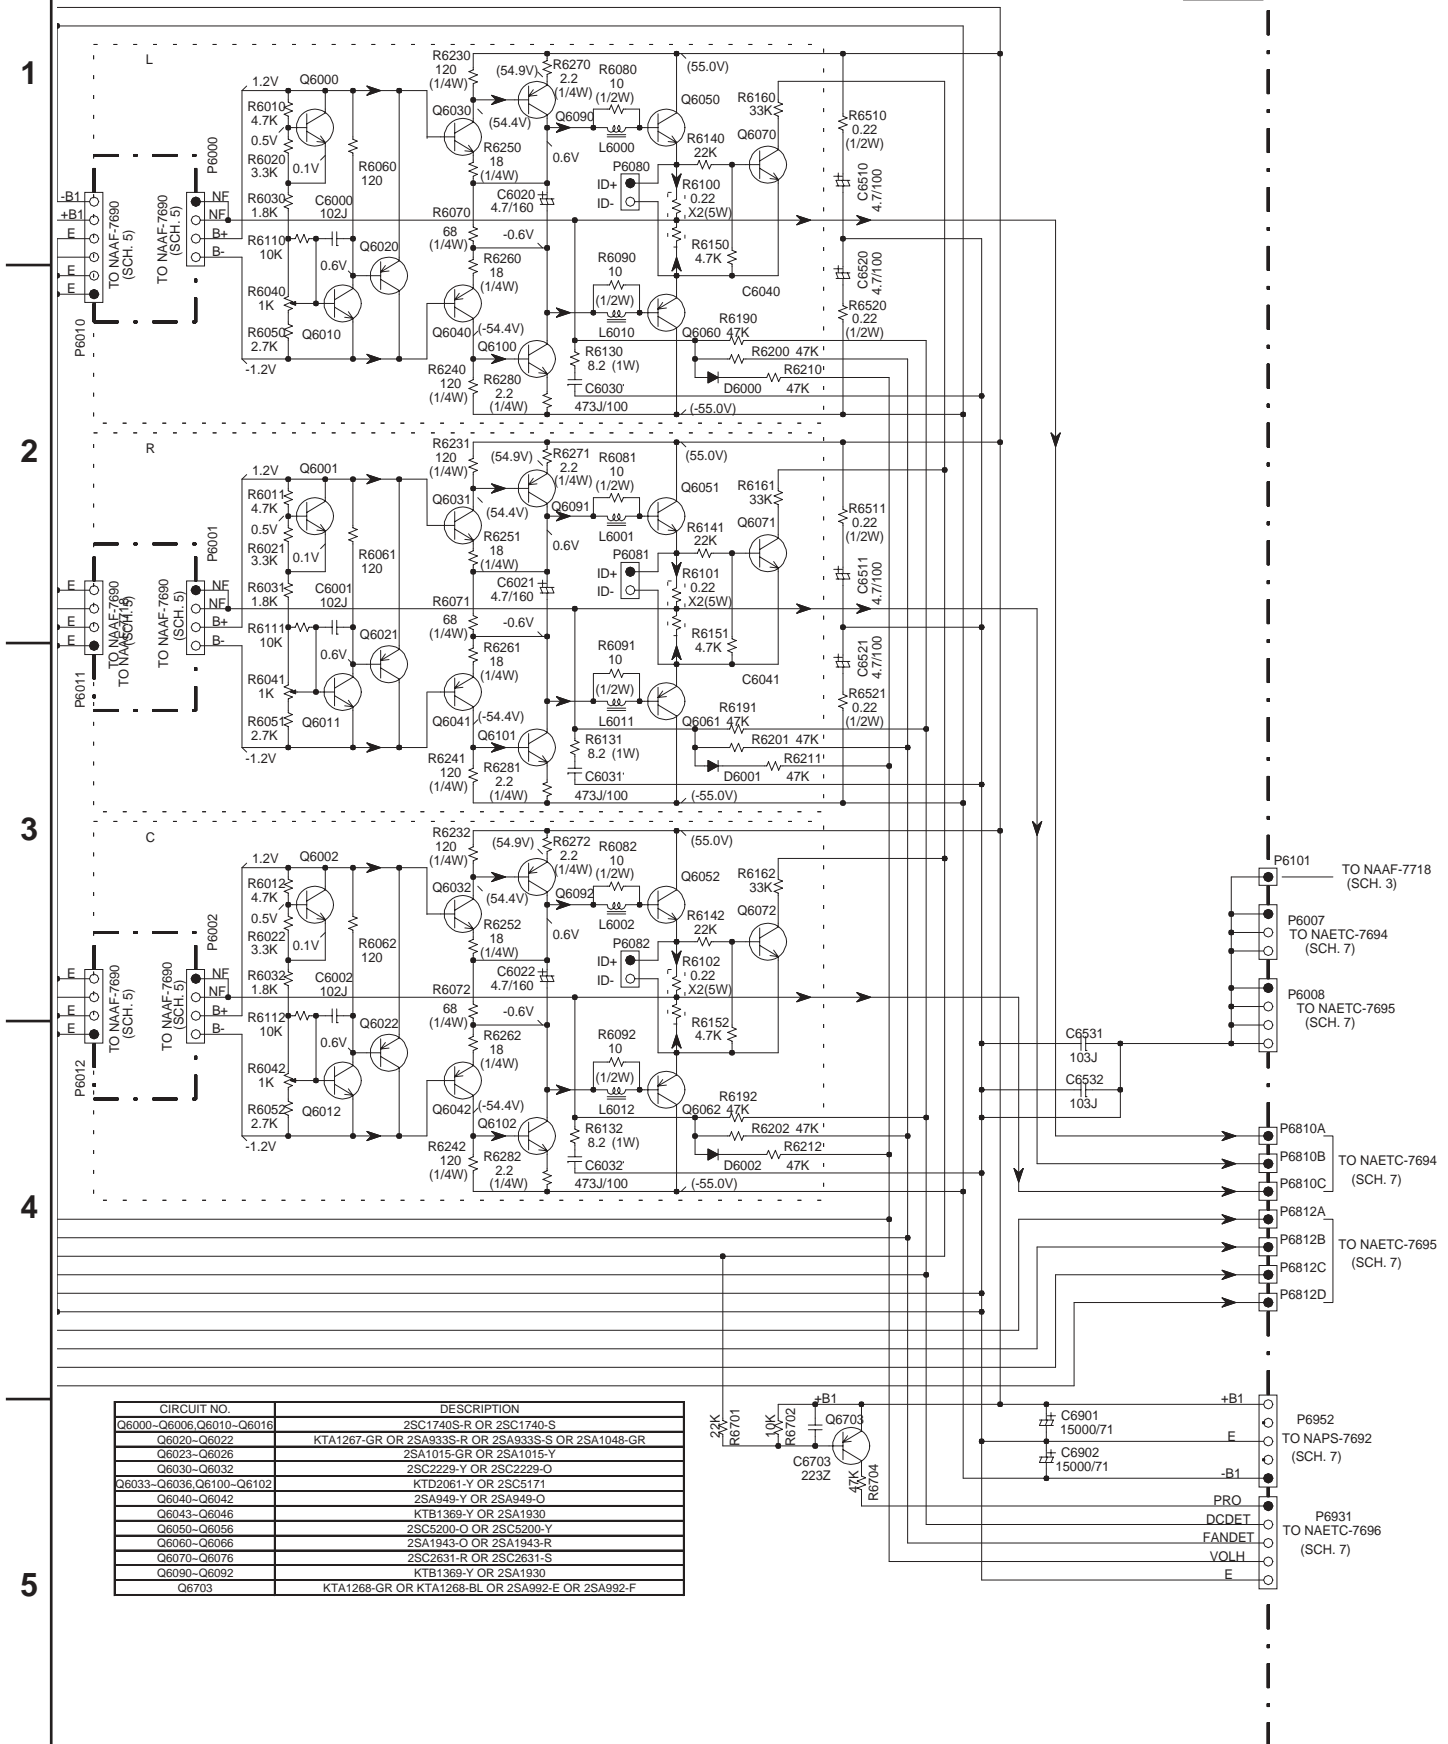 1
L
1.2V
Q6000
R6010
4.7K
0.5V
R6020
3.3K
0.1V
R6060
120
R6030
1.8K
C6000
102J
R6110
10K
0.6V
Q6020
R6040
1K
R6050
2.7K
Q6010
-1.2V
P6000
NF
NF
B+
B-
TO NAAF-7690
(SCH. 5)
-B1
+B1
E
E
E
TO NAAF-7690
(SCH. 5)
P6010
R6230
120
(1/4W)
(54.9V)
R6270
2.2
(1/4W)
Q6030
(54.4V)
Q6090
R6250
18
(1/4W)
0.6V
C6020
4.7/160
R6070
68
(1/4W)
-0.6V
R6260
18
(1/4W)
Q6040
(-54.4V)
Q6100
R6240
120
(1/4W)
R6280
2.2
(1/4W)
R6080
10
(1/2W)
L6000
Q6050
(55.0V)
P6080
ID+
ID-
R6140
22K
R6100
0.22
X2(5W)
R6150
4.7K
Q6070
R6160
33K
R6090
10
(1/2W)
L6010
C6040
R6190
Q6060
47K
R6200 47K
R6210
47K
D6000
R6130
8.2 (1W)
C6030
473J/100
(-55.0V)
R6510
0.22
(1/2W)
C6510
4.7/100
C6520
4.7/100
R6520
0.22
(1/2W)
2
R
1.2V
Q6001
R6011
4.7K
0.5V
R6021
3.3K
0.1V
R6061
120
R6031
1.8K
C6001
102J
R6111
10K
0.6V
Q6021
R6041
1K
R6051
2.7K
Q6011
-1.2V
P6001
NF
NF
B+
B-
TO NAAF-7690
(SCH. 5)
E
E
E
P6011
R6231
120
(1/4W)
(54.9V)
R6271
2.2
(1/4W)
Q6031
(54.4V)
Q6091
R6251
18
(1/4W)
0.6V
C6021
4.7/160
R6071
68
(1/4W)
-0.6V
R6261
18
(1/4W)
Q6041
(-54.4V)
Q6101
R6241
120
(1/4W)
R6281
2.2
(1/4W)
R6081
10
(1/2W)
L6001
Q6051
(55.0V)
P6081
ID+
ID-
R6141
22K
R6101
0.22
X2(5W)
R6151
4.7K
Q6071
R6161
33K
R6091
10
(1/2W)
L6011
C6041
R6191
Q6061
47K
R6201 47K
R6211
47K
D6001
R6131
8.2 (1W)
C6031
473J/100
(-55.0V)
R6511
0.22
(1/2W)
C6511
4.7/100
C6521
4.7/100
R6521
0.22
(1/2W)
3
C
1.2V
Q6002
R6012
4.7K
0.5V
R6022
3.3K
0.1V
R6062
120
R6032
1.8K
C6002
102J
R6112
10K
0.6V
Q6022
R6042
1K
R6052
2.7K
Q6012
-1.2V
P6002
NF
NF
B+
B-
TO NAAF-7690
(SCH. 5)
E
E
E
TO NAAF-7690
(SCH. 5)
P6012
R6232
120
(1/4W)
(54.9V)
R6272
2.2
(1/4W)
Q6032
(54.4V)
Q6092
R6252
18
(1/4W)
0.6V
C6022
4.7/160
R6072
68
(1/4W)
-0.6V
R6262
18
(1/4W)
Q6042
(-54.4V)
Q6102
R6242
120
(1/4W)
R6282
2.2
(1/4W)
R6082
10
(1/2W)
L6002
Q6052
(55.0V)
P6082
ID+
ID-
R6142
22K
R6102
0.22
X2(5W)
R6152
4.7K
Q6072
R6162
33K
R6092
10
(1/2W)
L6012
R6192
Q6062
47K
R6202 47K
R6212
47K
D6002
R6132
8.2 (1W)
C6032
473J/100
(-55.0V)
P6101
TO NAAF-7718
(SCH. 3)
P6007
TO NAETC-7694
(SCH. 7)
P6008
TO NAETC-7695
(SCH. 7)
C6531
103J
C6532
103J
4
P6810A
P6810B
P6810C
TO NAETC-7694
(SCH. 7)
P6812A
P6812B
P6812C
P6812D
TO NAETC-7695
(SCH. 7)
5
CIRCUIT NO. DESCRIPTION
Q6000~Q6006,Q6010~Q6016 2SC1740S-R OR 2SC1740-S
Q6020~Q6022 KTA1267-GR OR 2SA933S-R OR 2SA933S-S OR 2SA1048-GR
Q6023~Q6026 2SA1015-GR OR 2SA1015-Y
Q6030~Q6032 2SC2229-Y OR 2SC2229-O
Q6033~Q6036,Q6100~Q6102 KTD2061-Y OR 2SC5171
Q6040~Q6042 2SA949-Y OR 2SA949-O
Q6043~Q6046 KTB1369-Y OR 2SA1930
Q6050~Q6056 2SC5200-O OR 2SC5200-Y
Q6060~Q6066 2SA1943-O OR 2SA1943-R
Q6070~Q6076 2SC2631-R OR 2SC2631-S
Q6090~Q6092 KTB1369-Y OR 2SA1930
Q6703 KTA1268-GR OR KTA1268-BL OR 2SA992-E OR 2SA992-F
22K
R6701
10K
R6702
+B1
Q6703
C6703
223Z
47K
R6704
C6901
15000/71
C6902
15000/71
+B1
E
-B1
P6952
TO NAPS-7692
(SCH. 7)
PRO
DCDET
FANDET
VOLH
E
P6931
TO NAETC-7696
(SCH. 7)